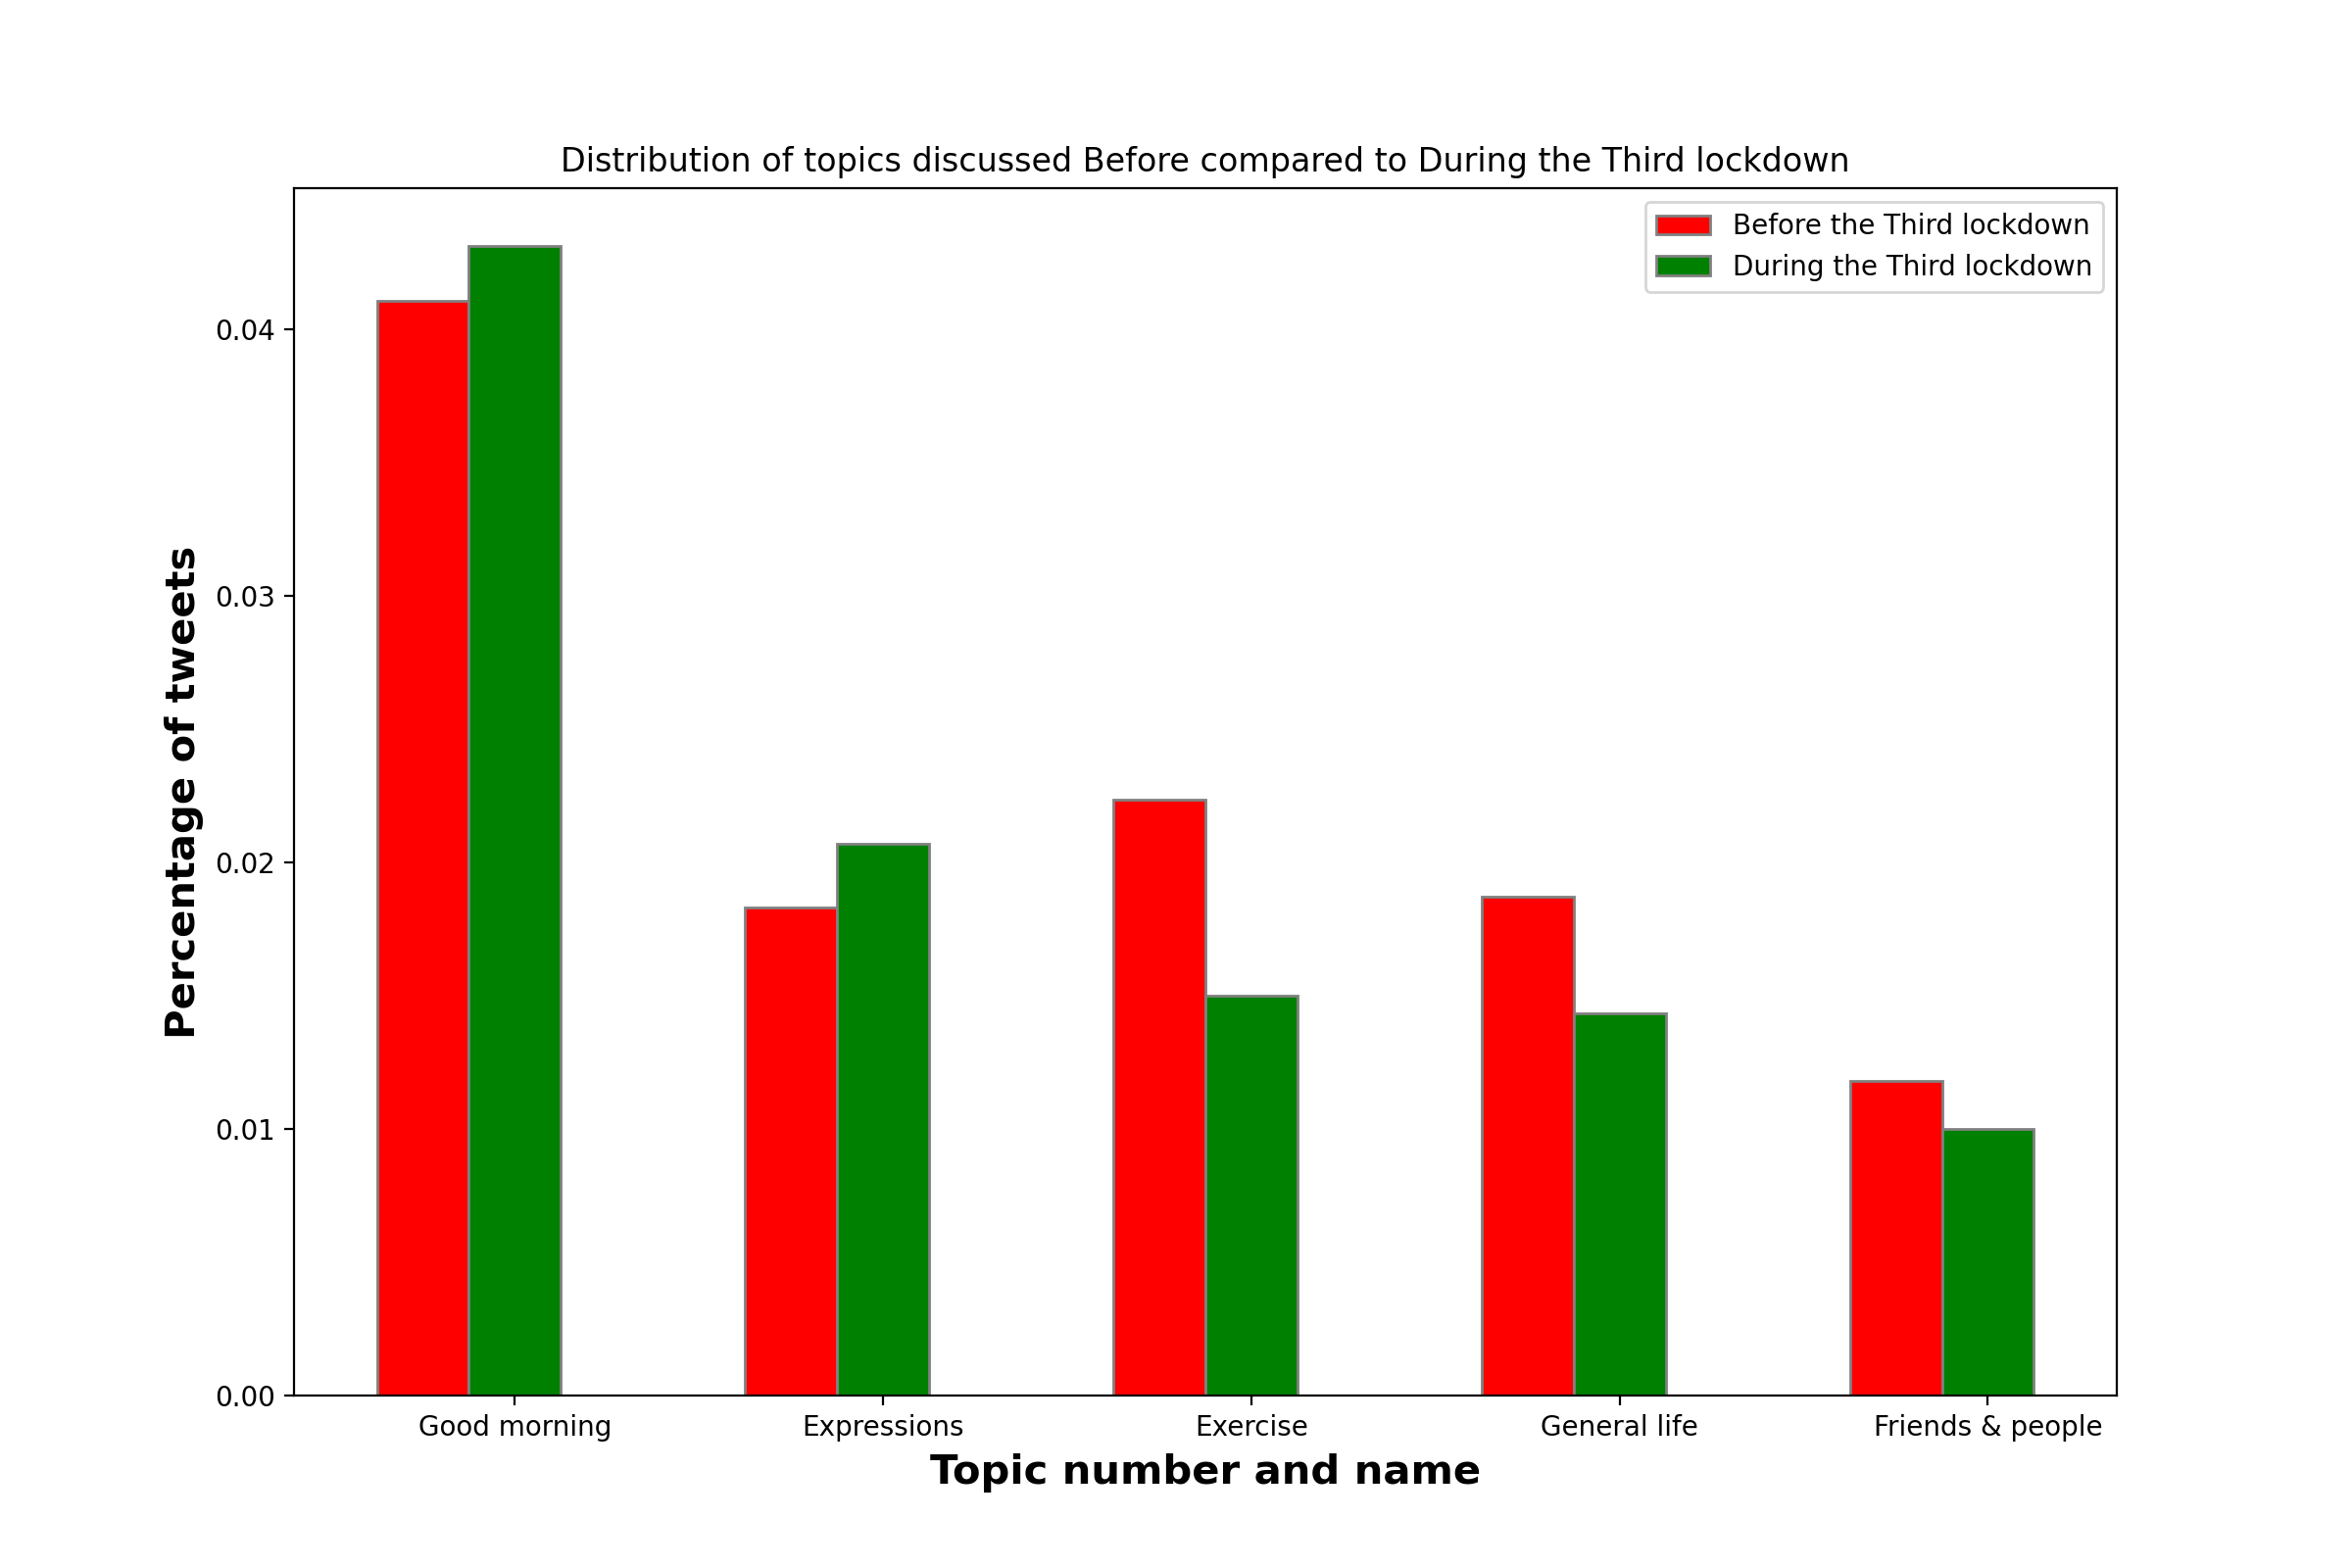 Distribution of topics discussed Before compared to During the Third lockdown
Before the Third lockdown
During the Third lockdown
Percentage of tweets
0.04
0.03
0.02
0.01
0.00
Good morning Expressions Exercise General life Friends & people
Topic number and name